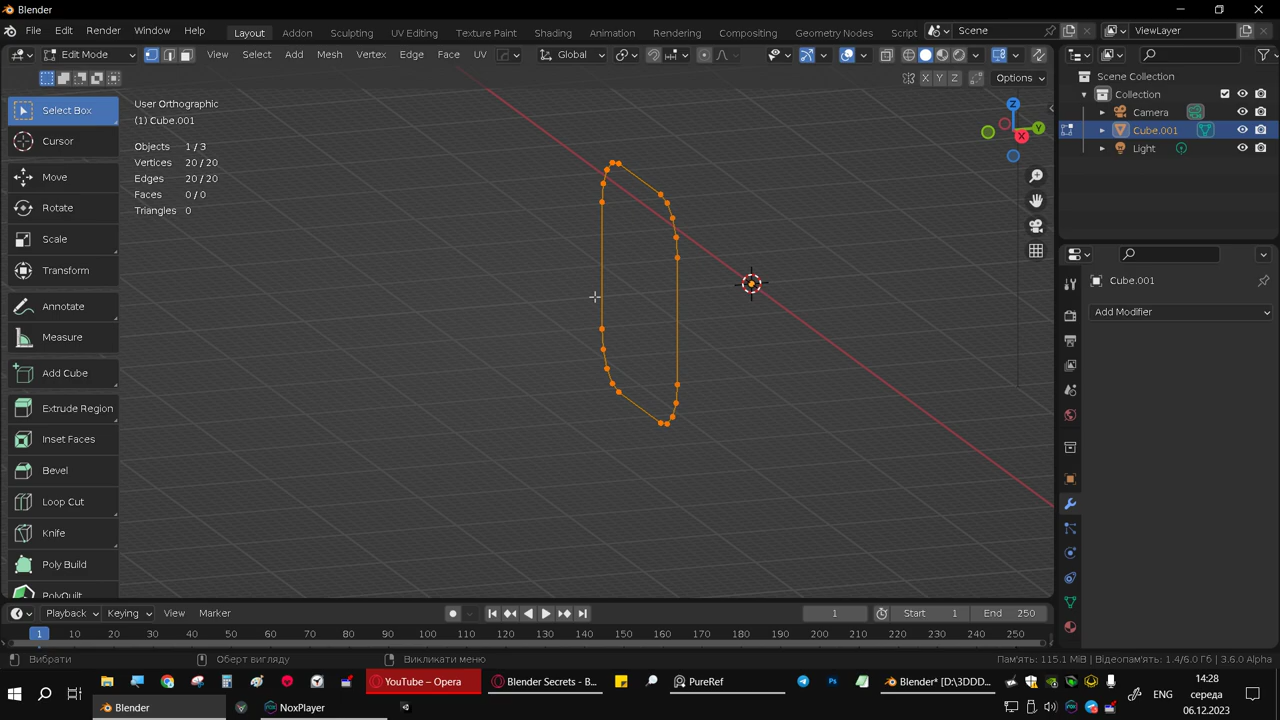 Blender
File Edit Render Window Help Layout Addon Sculpting UV Editing Texture Paint Shading Animation Rendering Compositing Geometry Nodes Script Scene ViewLayer
Edit Mode View Select Add Mesh Vertex Edge Face UV Global
X Y Z Options
Select Box
Cursor
Move
Rotate
Scale
Transform
Annotate
Measure
Add Cube
Extrude Region
Inset Faces
Bevel
Loop Cut
Knife
Poly Build
PolyQuilt
User Orthographic
(1) Cube.001
Objects 1/3
Vertices 20/20
Edges 20/20
Faces 0/0
Triangles 0
Z
Y
X
Scene Collection
Collection
Camera
Cube.001
Light
Cube.001
Add Modifier
Playback Keying View Marker 1 Start 1 End 250
1 10 20 30 40 50 60 70 80 90 100 110 120 130 140 150 160 170 180 190 200 210 220 230 240 250
Вибрати Оберт вигляду Викликати меню Пам'ять: 115.1 MiB Відеопам'ять: 1.4/6.0 Гб 3.6.0 Alpha
YouTube – Opera Blender Secrets - B... PureRef Blender* [D:\3DDD... ENG 14:28
середа
Blender NoxPlayer 06.12.2023